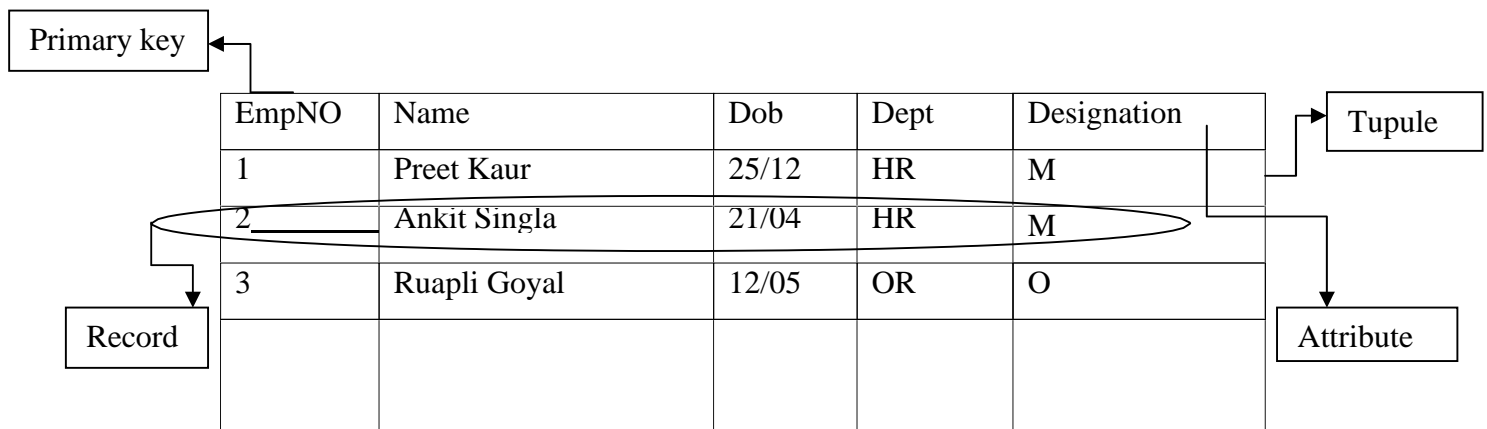 Primary key
EmpNO Name Dob Dept Designation
Tupule
1 Preet Kaur 25/12 HR M
2 Ankit Singla 21/04 HR M
3 Ruapli Goyal 12/05 OR O
Record
Attribute